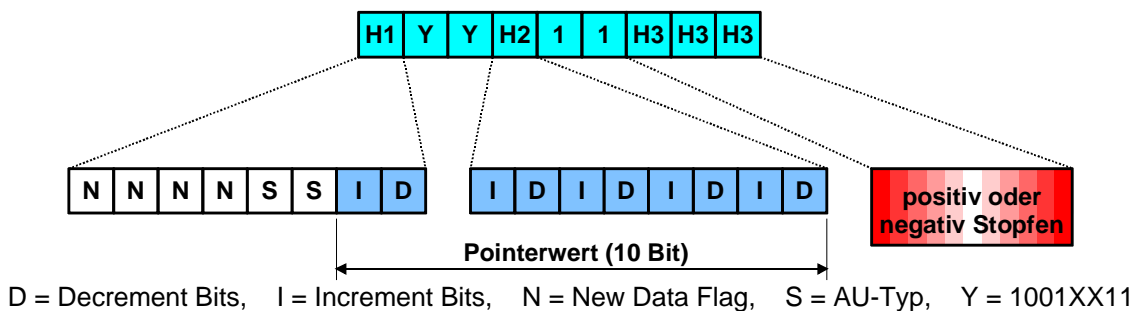 H1 Y Y H2 1 1 H3 H3 H3
N N N N S S I D I D I D I D I D
positiv oder
negativ Stopfen
Pointerwert (10 Bit)
D = Decrement Bits, I = Increment Bits, N = New Data Flag, S = AU-Typ, Y = 1001XX11